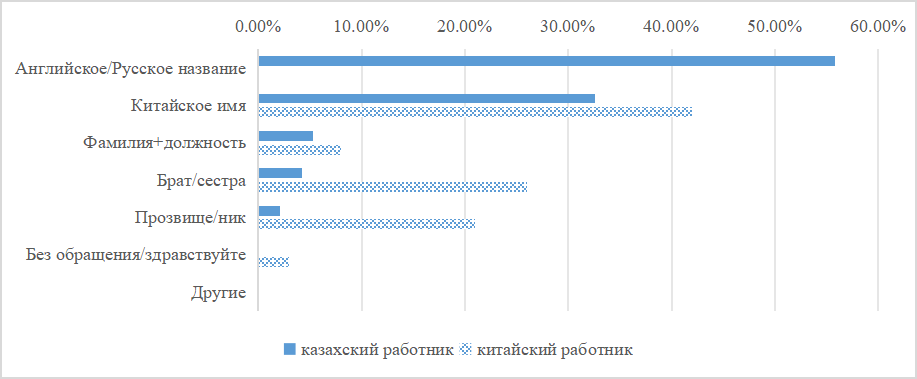 0.00% 10.00% 20.00% 30.00% 40.00% 50.00% 60.00%
Английское/Русское название
Китайское имя
Фамилия+должность
Брат/сестра
Прозвище/ник
Без обращения/здравствуйте
Другие
казахский работник китайский работник